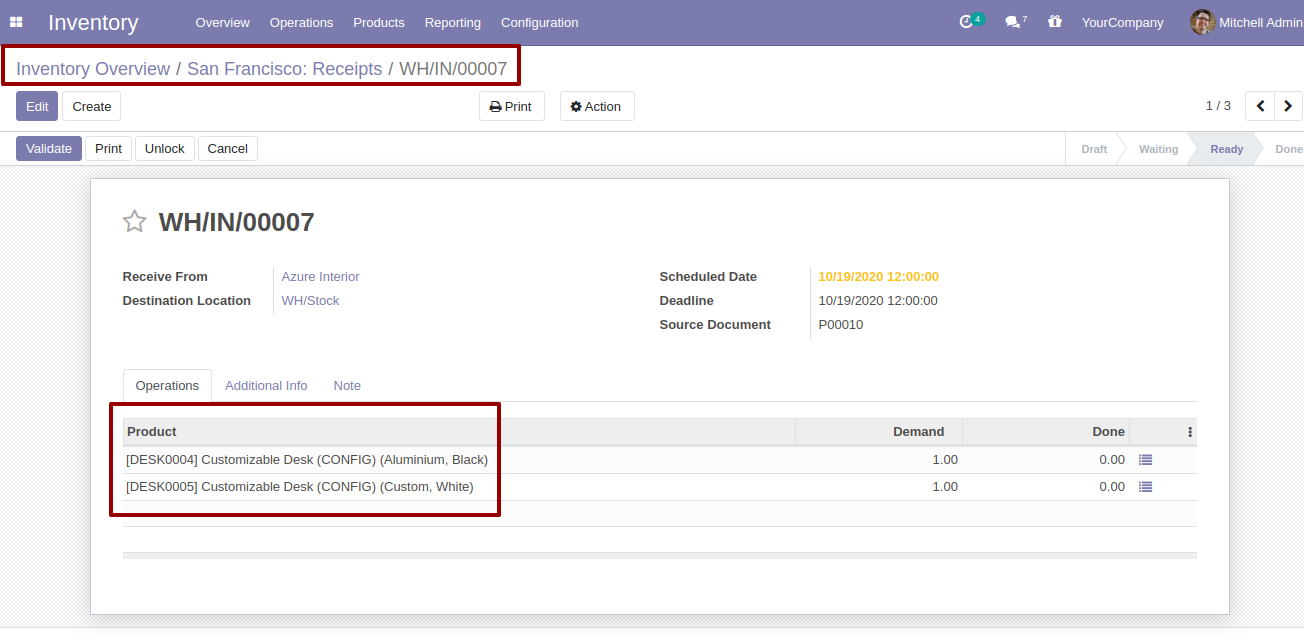 Inventory Overview Operations Products Reporting Configuration 4 7 YourCompany Mitchell Admin
Inventory Overview / San Francisco: Receipts / WH/IN/00007
Edit Create Print Action 1 / 3
Validate Print Unlock Cancel Draft Waiting Ready Done
WH/IN/00007
Receive From Azure Interior Scheduled Date 10/19/2020 12:00:00
Destination Location WH/Stock Deadline 10/19/2020 12:00:00
Source Document P00010
Operations Additional Info Note
Product Demand Done
[DESK0004] Customizable Desk (CONFIG) (Aluminium, Black) 1.00 0.00
[DESK0005] Customizable Desk (CONFIG) (Custom, White) 1.00 0.00